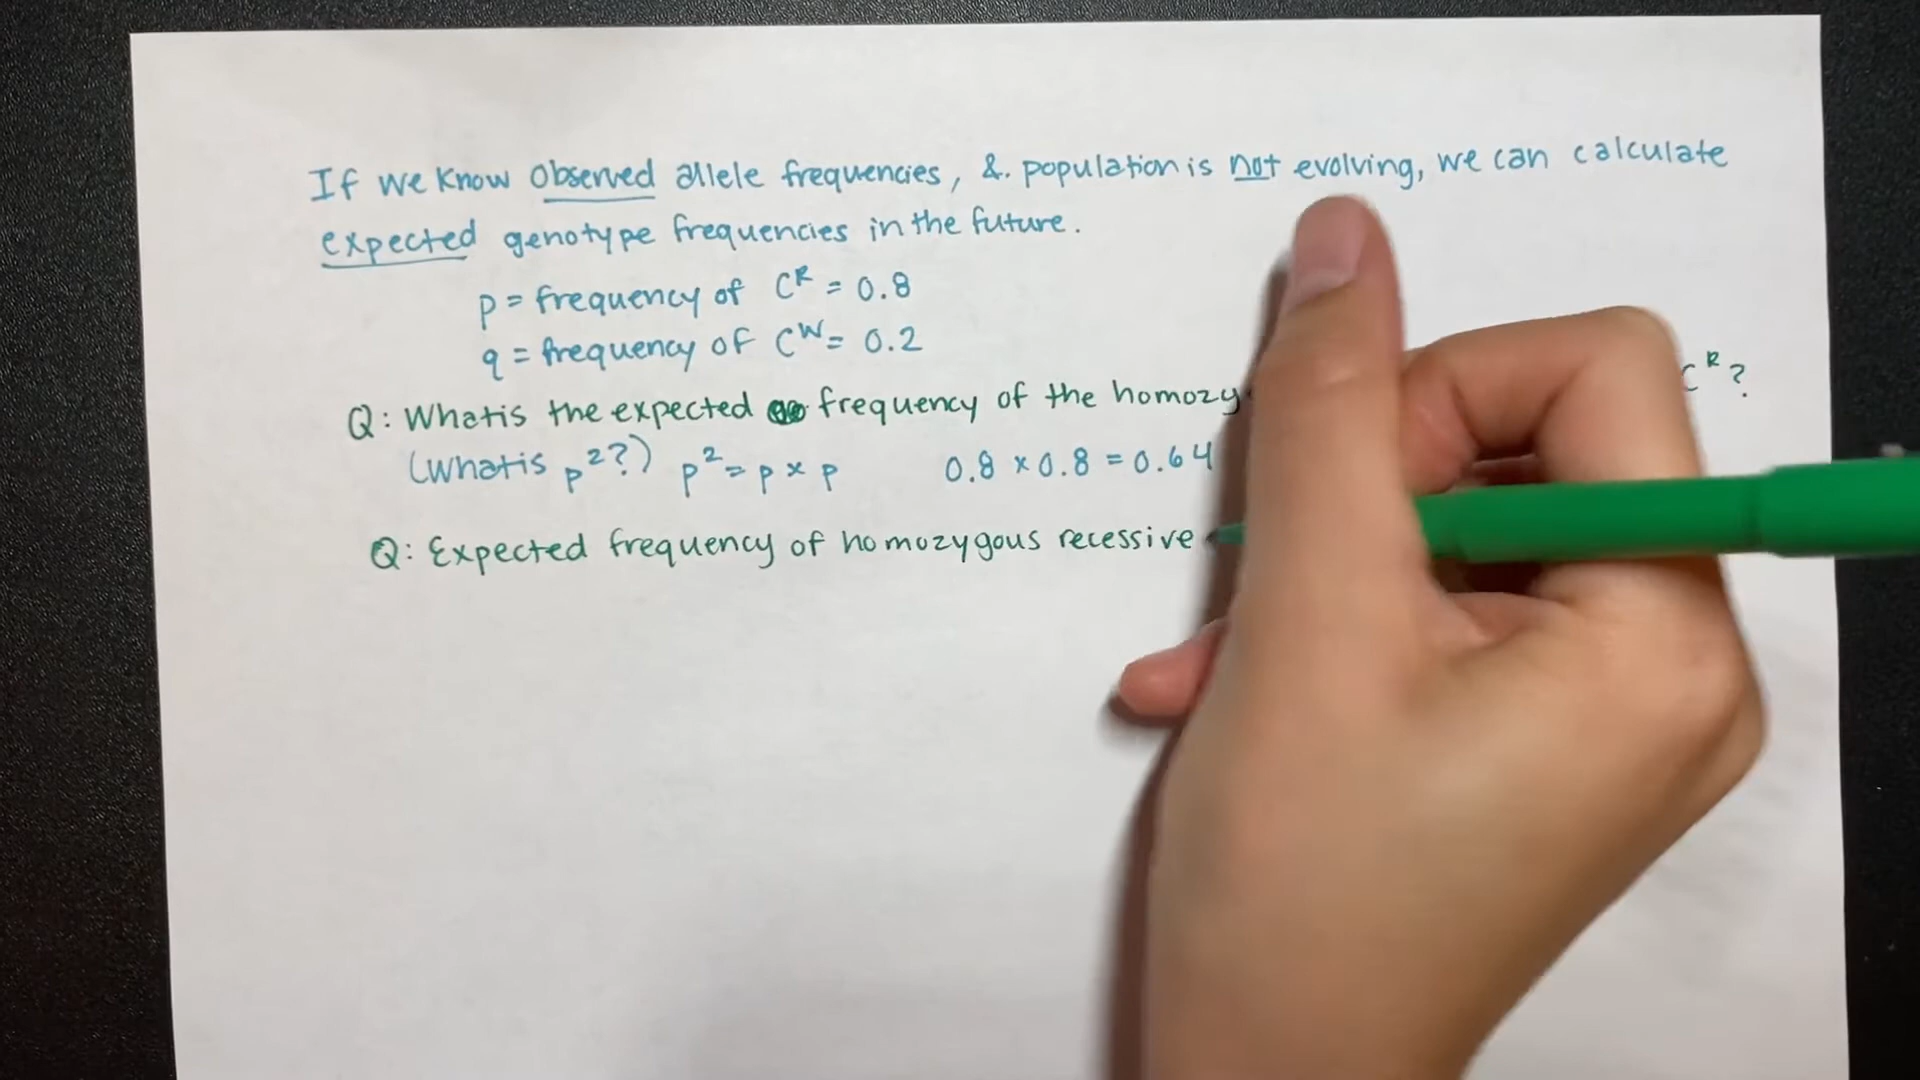 If we know observed allele frequencies, &. population is not evolving, we can calculate
expected genotype frequencies in the future.
p = frequency of C^R = 0.8
q = frequency of C^W = 0.2
Q: What is the expected frequency of the homozy C^R?
(What is p²?) p² = p × p 0.8 × 0.8 = 0.64
Q: Expected frequency of homozygous recessive